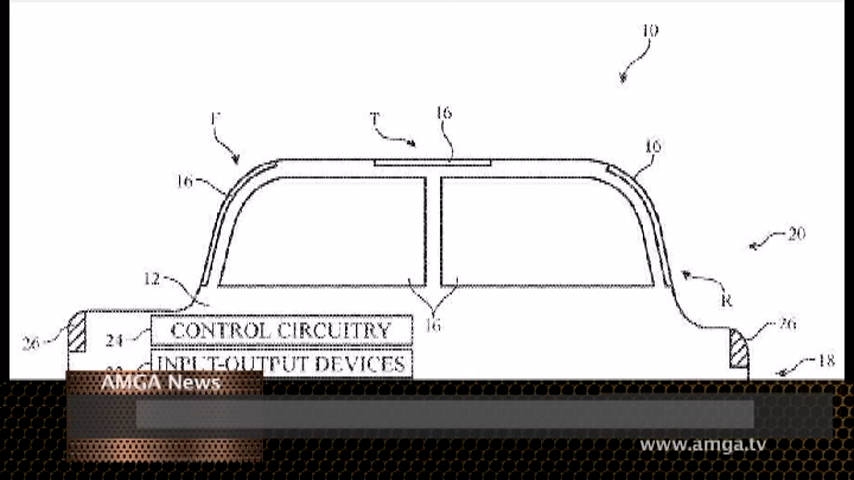 10
F
T
16
16
16
20
12
R
16
26
24
CONTROL CIRCUITRY
26
INPUT-OUTPUT DEVICES
18
AMGA News
www.amga.tv